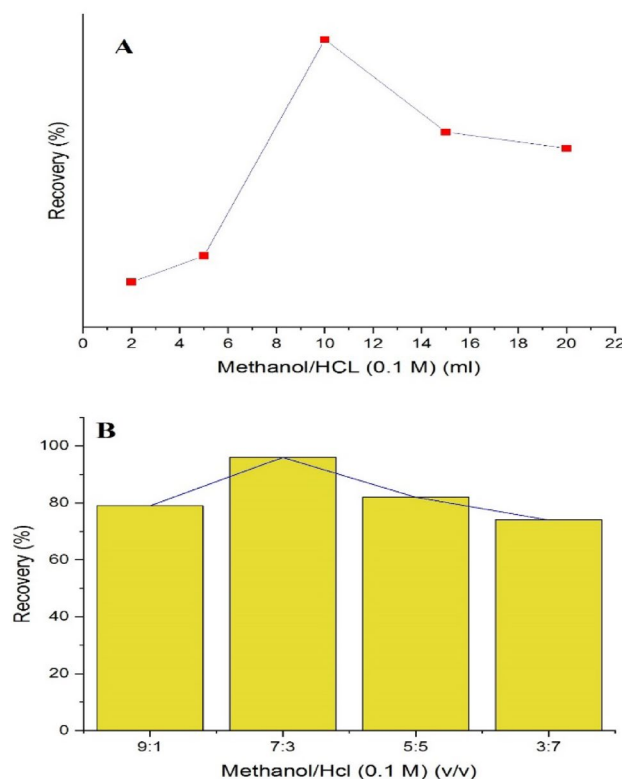 A
Recovery (%)
0 2 4 6 8 10 12 14 16 18 20 22
Methanol/HCL (0.1 M) (ml)
B
100
80
60
40
20
0
Recovery (%)
9:1 7:3 5:5 3:7
Methanol/Hcl (0.1 M) (v/v)